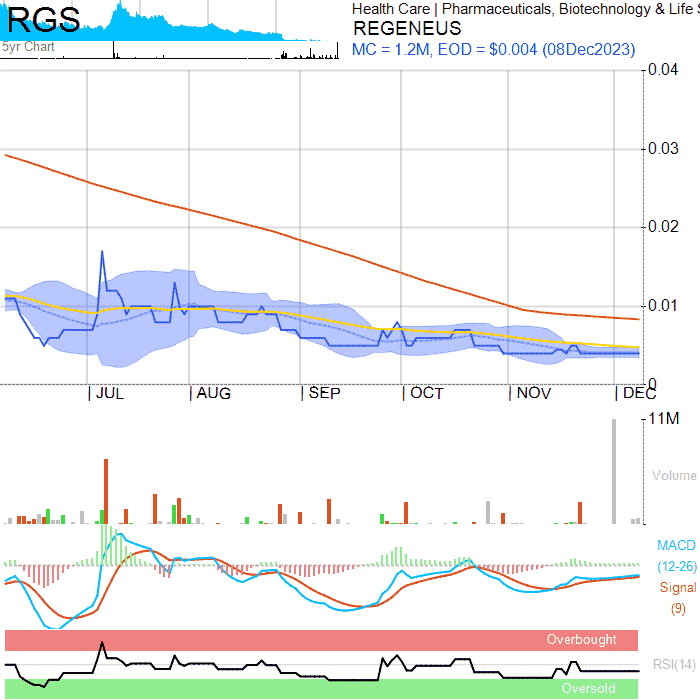 RGS
5yr Chart
Health Care | Pharmaceuticals, Biotechnology & Life S
REGENEUS
MC = 1.2M, EOD = $0.004 (08Dec2023)
0.04
0.03
0.02
0.01
0
JUL
AUG
SEP
OCT
NOV
DEC
11M
Volume
MACD
(12-26)
Signal
(9)
Overbought
RSI(14)
Oversold